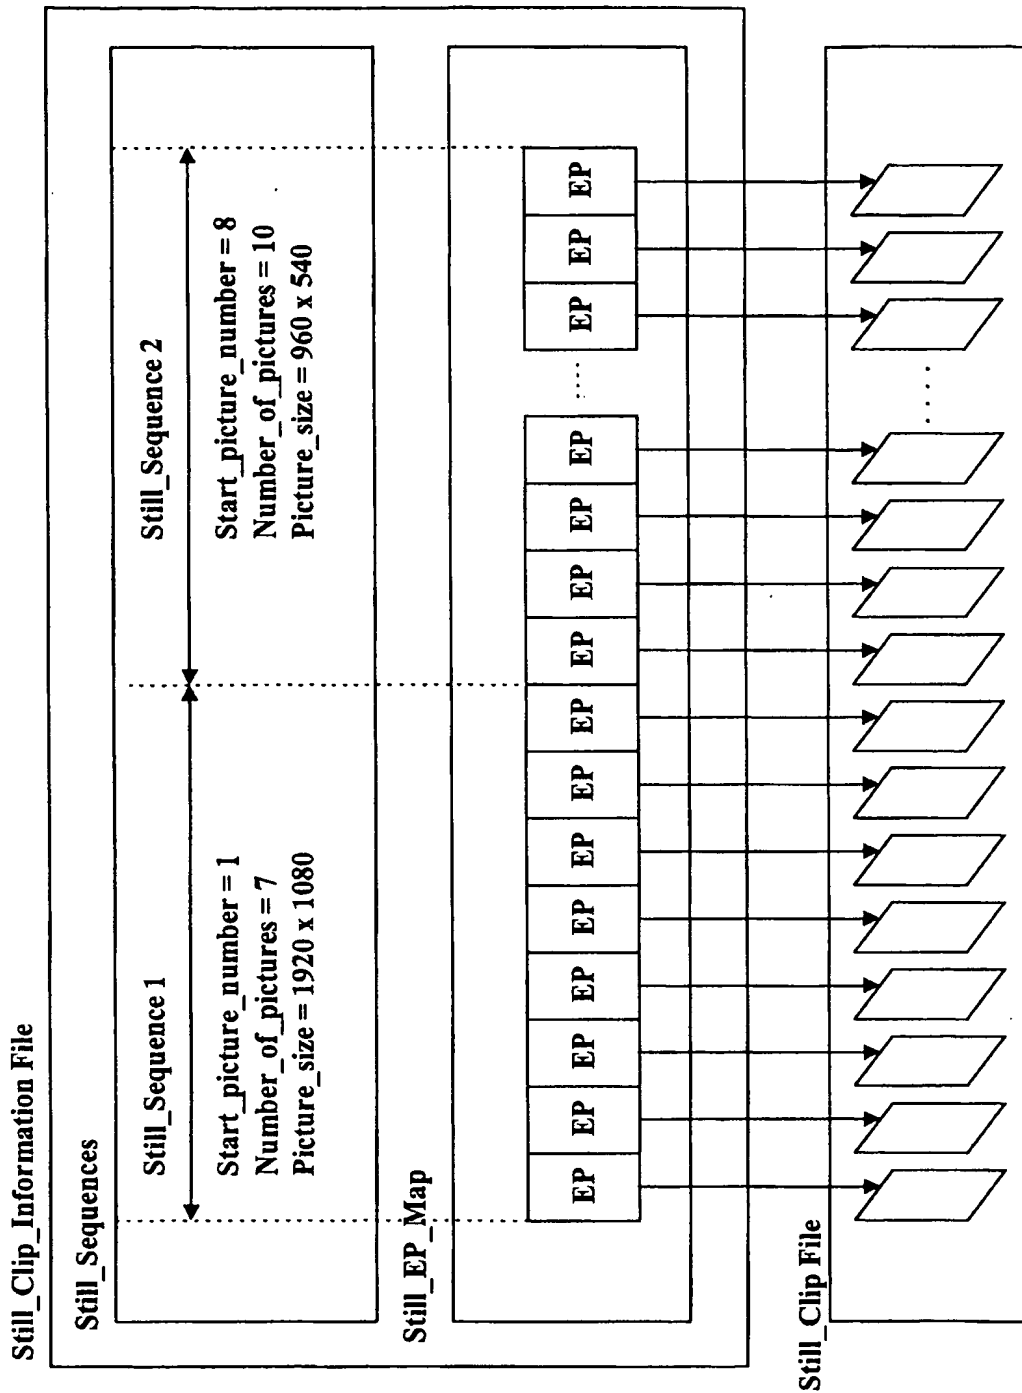 Still_Clip_Information File
Still_Sequences
Still_Sequence 1
Start_picture_number = 1
Number_of_pictures = 7
Picture_size = 1920 x 1080
Still_Sequence 2
Start_picture_number = 8
Number_of_pictures = 10
Picture_size = 960 x 540
Still_EP_Map
EP EP EP EP EP EP EP EP EP EP EP EP ····· EP EP EP
Still_Clip File